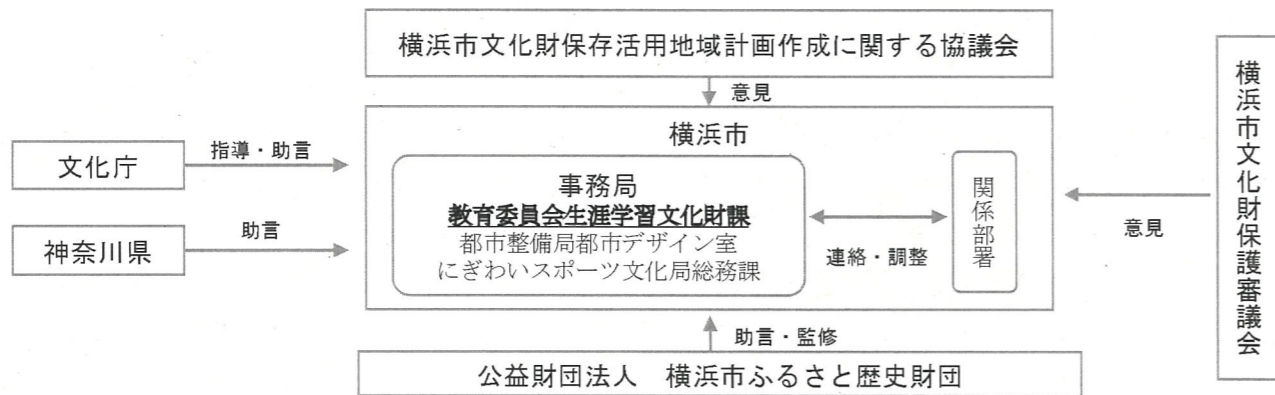 横浜市文化財保存活用地域計画作成に関する協議会
意見
横浜市
文化庁
指導・助言
神奈川県
助言
事務局
教育委員会生涯学習文化財課
都市整備局都市デザイン室
にぎわいスポーツ文化局総務課
連絡・調整
関係部署
意見
横浜市文化財保護審議会
助言・監修
公益財団法人　横浜市ふるさと歴史財団